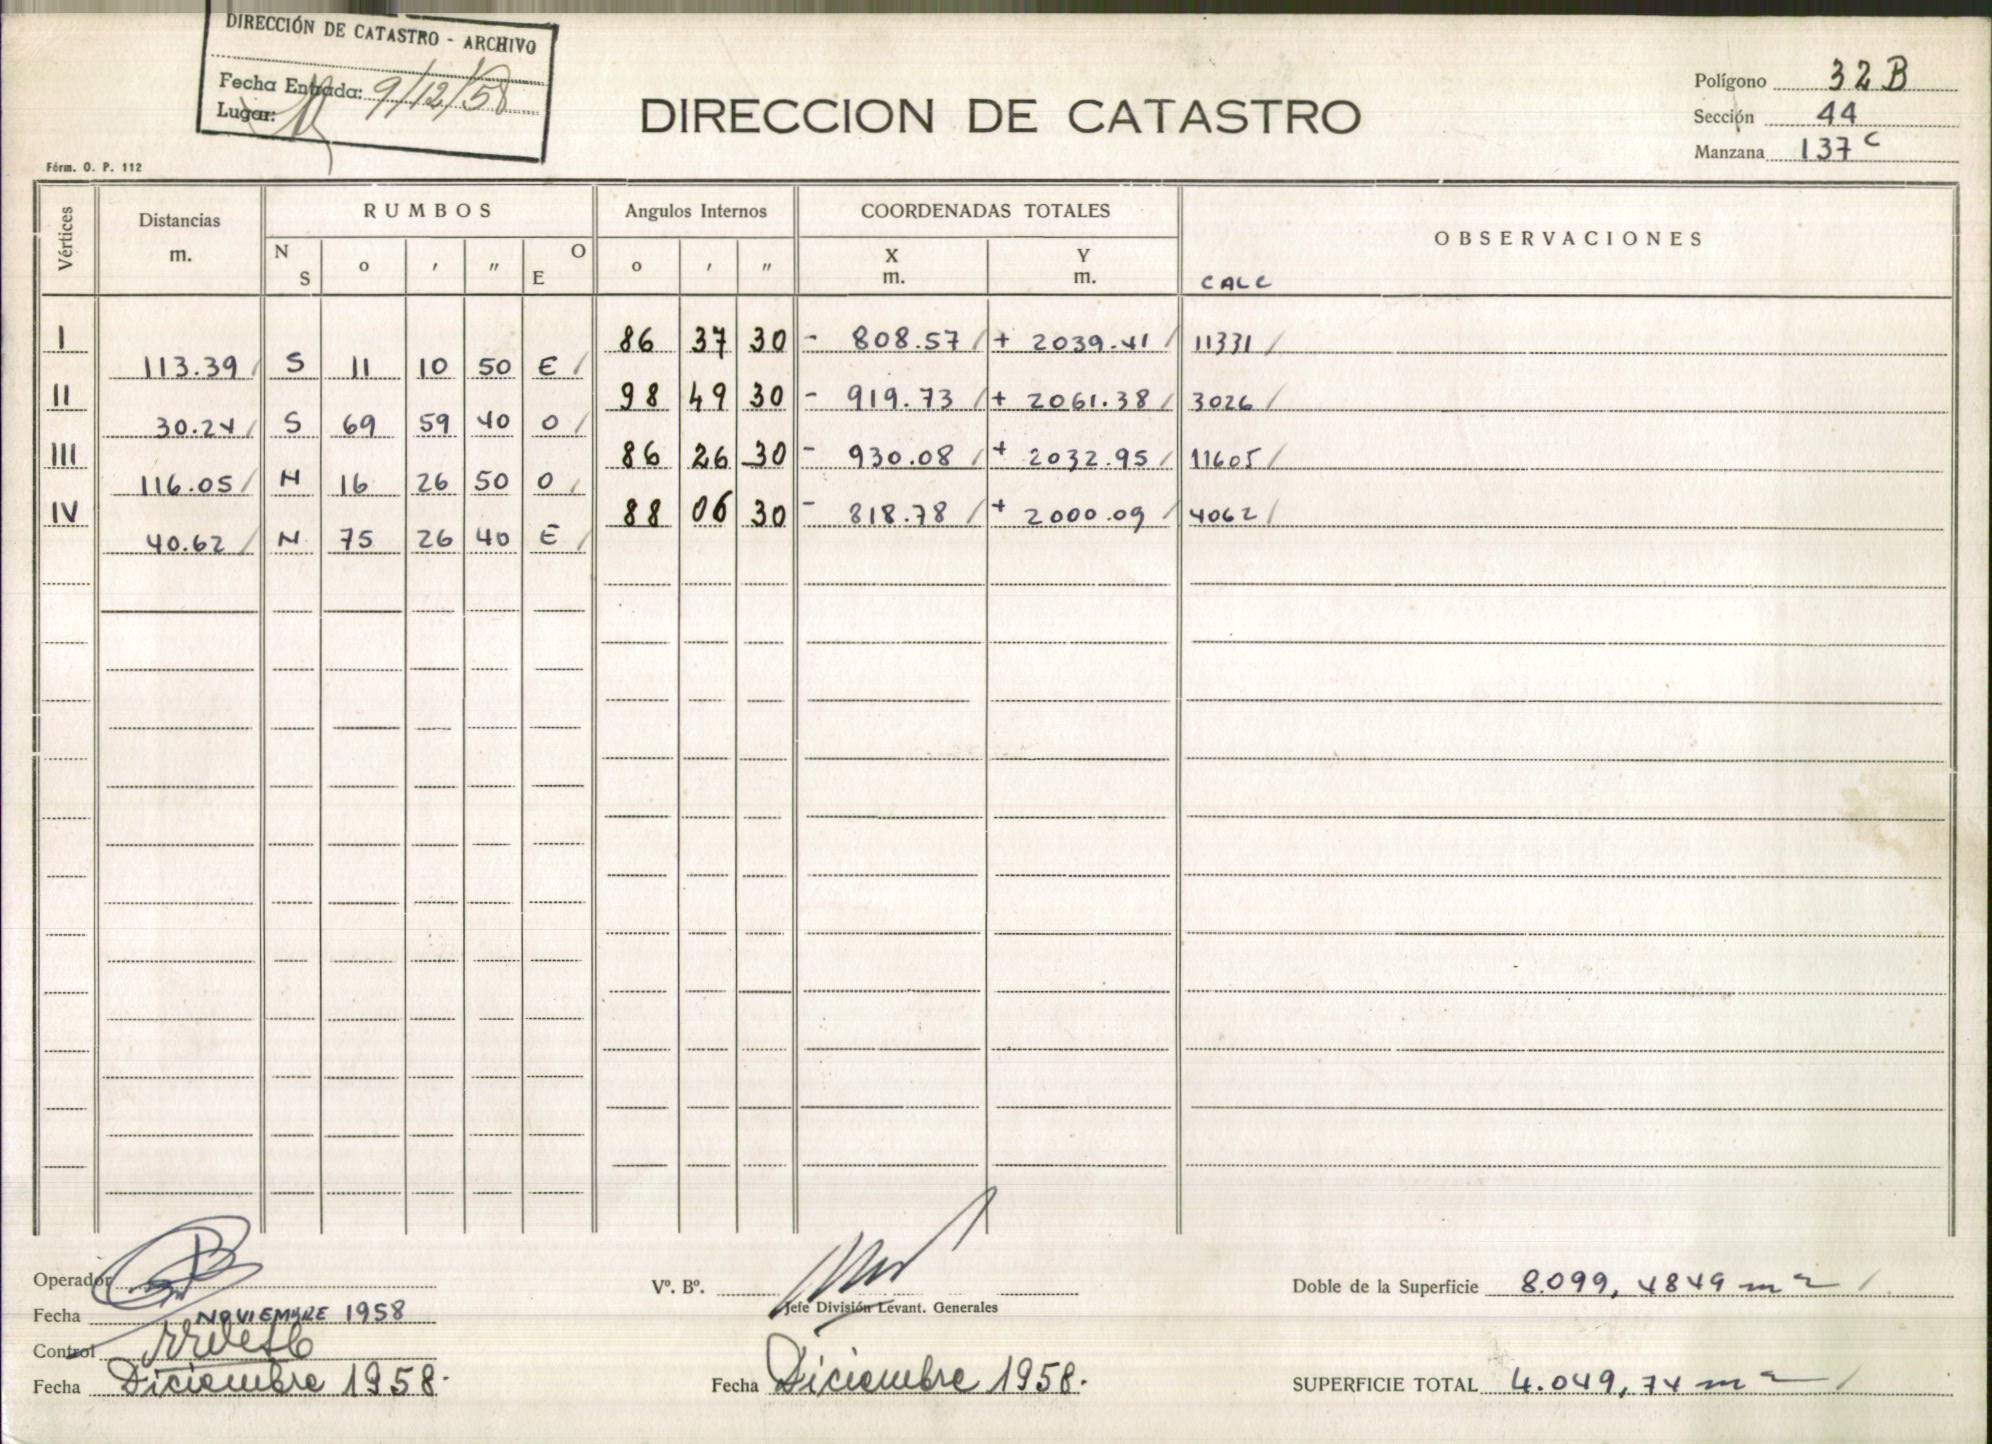 DIRECCIÓN DE CATASTRO - ARCHIVO
Fecha Entrada: 9/12/58
Lugar:
Fórm. O. P. 112
DIRECCION DE CATASTRO
Polígono 32 B
Sección 44
Manzana 137 c
Vértices Distancias m. RUMBOS N S o ′ ″ O E Angulos Internos o ′ ″ COORDENADAS TOTALES X m. Y m. OBSERVACIONES
CALC
I 86 37 30 - 808.57 / + 2039.41 / 11331 /
113.39 / S 11 10 50 E /
II 98 49 30 - 919.73 / + 2061.38 / 3026 /
30.24 / S 69 59 40 O /
III 86 26 30 - 930.08 / + 2032.95 / 11605 /
116.05 / N 16 26 50 O /
IV 88 06 30 - 818.78 / + 2000.09 / 4062 /
40.62 / N 75 26 40 E /
Operador
Fecha NOVIEMBRE 1958
Control
Fecha Diciembre 1958.
Vº. Bº.
Jefe División Levant. Generales
Fecha Diciembre 1958.
Doble de la Superficie 8.099, 4849 m 2 /
SUPERFICIE TOTAL 4.049, 74 m 2 /